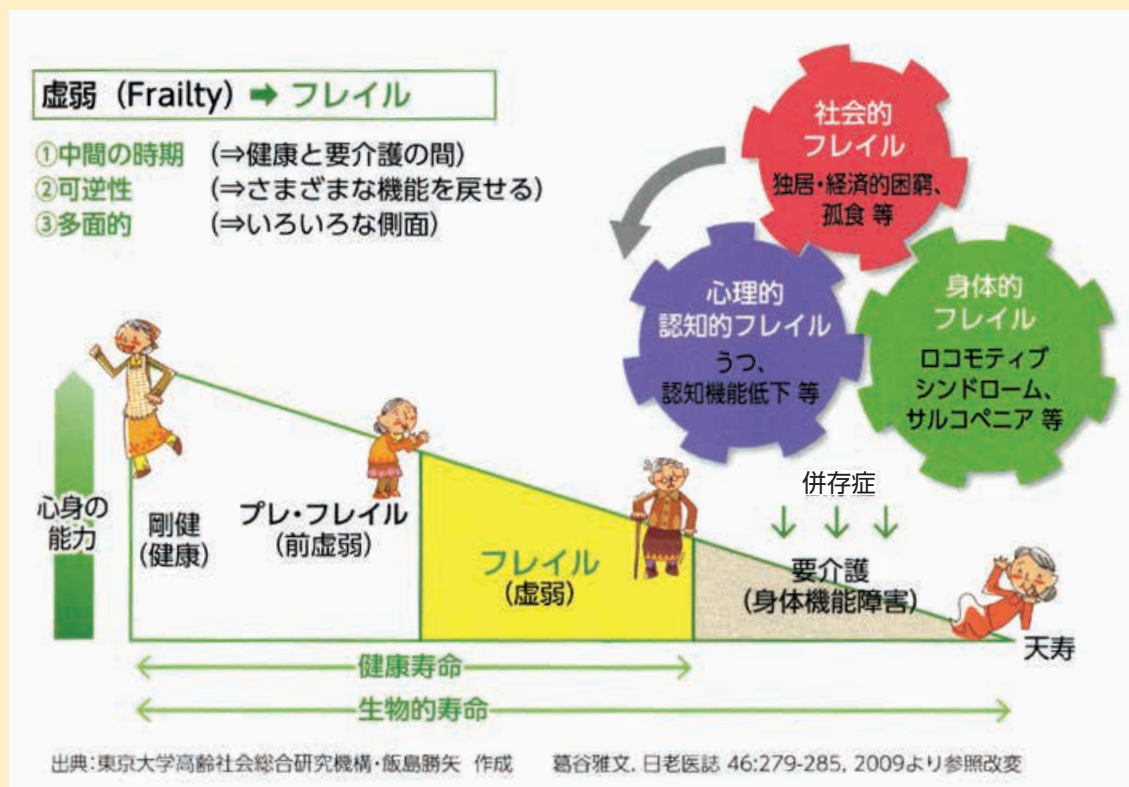 虚弱（Frailty）➡ フレイル
①中間の時期　（⇒健康と要介護の間）
②可逆性　（⇒さまざまな機能を戻せる）
③多面的　（⇒いろいろな側面）
社会的
フレイル
独居・経済的困窮、
孤食 等
心理的
認知的フレイル
うつ、
認知機能低下 等
身体的
フレイル
ロコモティブ
シンドローム、
サルコペニア 等
心身の
能力
剛健
（健康）
プレ・フレイル
（前虚弱）
フレイル
（虚弱）
併存症
要介護
（身体機能障害）
天寿
健康寿命
生物的寿命
出典：東京大学高齢社会総合研究機構・飯島勝矢 作成　葛谷雅文. 日老医誌 46:279-285, 2009より参照改変